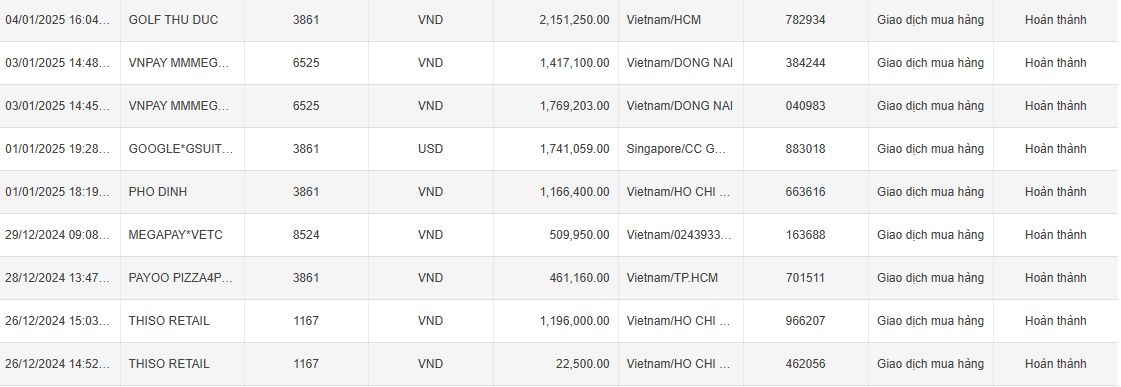 04/01/2025 16:04... GOLF THU DUC 3861 VND 2,151,250.00 Vietnam/HCM 782934 Giao dịch mua hàng Hoàn thành
03/01/2025 14:48... VNPAY MMMEG... 6525 VND 1,417,100.00 Vietnam/DONG NAI 384244 Giao dịch mua hàng Hoàn thành
03/01/2025 14:45... VNPAY MMMEG... 6525 VND 1,769,203.00 Vietnam/DONG NAI 040983 Giao dịch mua hàng Hoàn thành
01/01/2025 19:28... GOOGLE*GSUIT... 3861 USD 1,741,059.00 Singapore/CC G... 883018 Giao dịch mua hàng Hoàn thành
01/01/2025 18:19... PHO DINH 3861 VND 1,166,400.00 Vietnam/HO CHI ... 663616 Giao dịch mua hàng Hoàn thành
29/12/2024 09:08... MEGAPAY*VETC 8524 VND 509,950.00 Vietnam/0243933... 163688 Giao dịch mua hàng Hoàn thành
28/12/2024 13:47... PAYOO PIZZA4P... 3861 VND 461,160.00 Vietnam/TP.HCM 701511 Giao dịch mua hàng Hoàn thành
26/12/2024 15:03... THISO RETAIL 1167 VND 1,196,000.00 Vietnam/HO CHI ... 966207 Giao dịch mua hàng Hoàn thành
26/12/2024 14:52... THISO RETAIL 1167 VND 22,500.00 Vietnam/HO CHI ... 462056 Giao dịch mua hàng Hoàn thành